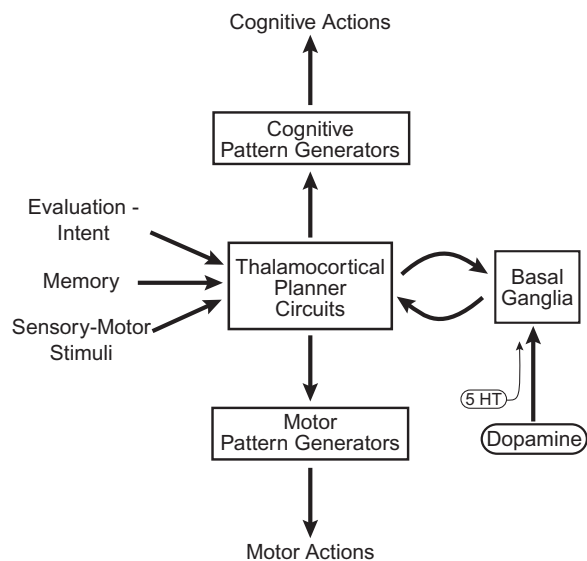 Cognitive Actions
Cognitive
Pattern Generators
Evaluation -
Intent
Memory
Sensory-Motor
Stimuli
Thalamocortical
Planner
Circuits
Basal
Ganglia
5 HT
Dopamine
Motor
Pattern Generators
Motor Actions